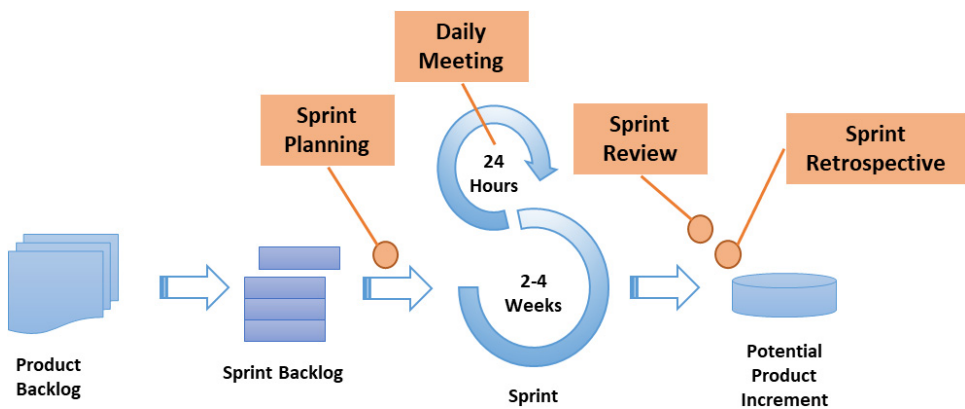 Daily
Meeting
Sprint
Planning
Sprint
Review
Sprint
Retrospective
24
Hours
2-4
Weeks
Product
Backlog
Sprint Backlog
Sprint
Potential
Product
Increment